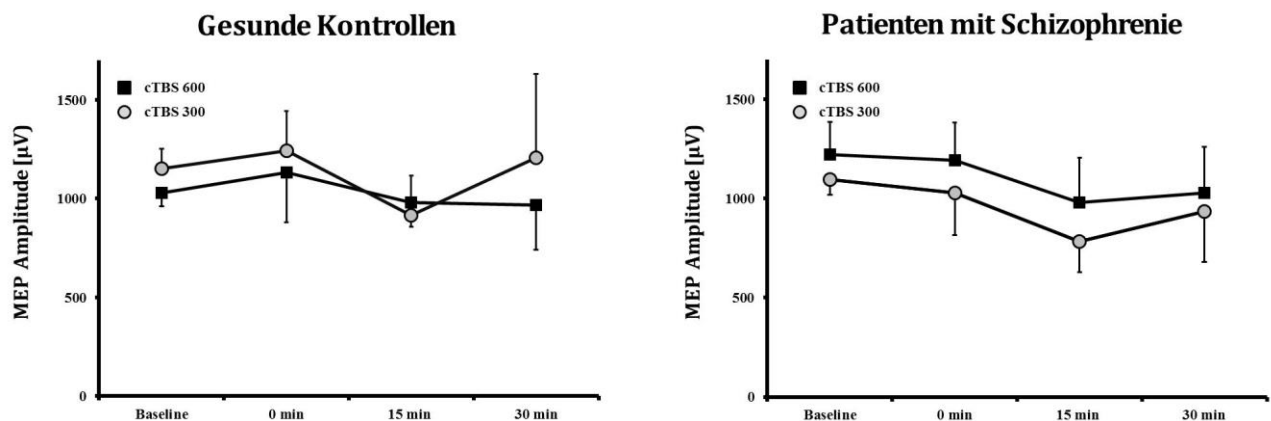 Gesunde Kontrollen
MEP Amplitude [µV]
cTBS 600
cTBS 300
1500
1000
500
0
Baseline 0 min 15 min 30 min
Patienten mit Schizophrenie
MEP Amplitude [µV]
cTBS 600
cTBS 300
1500
1000
500
0
Baseline 0 min 15 min 30 min